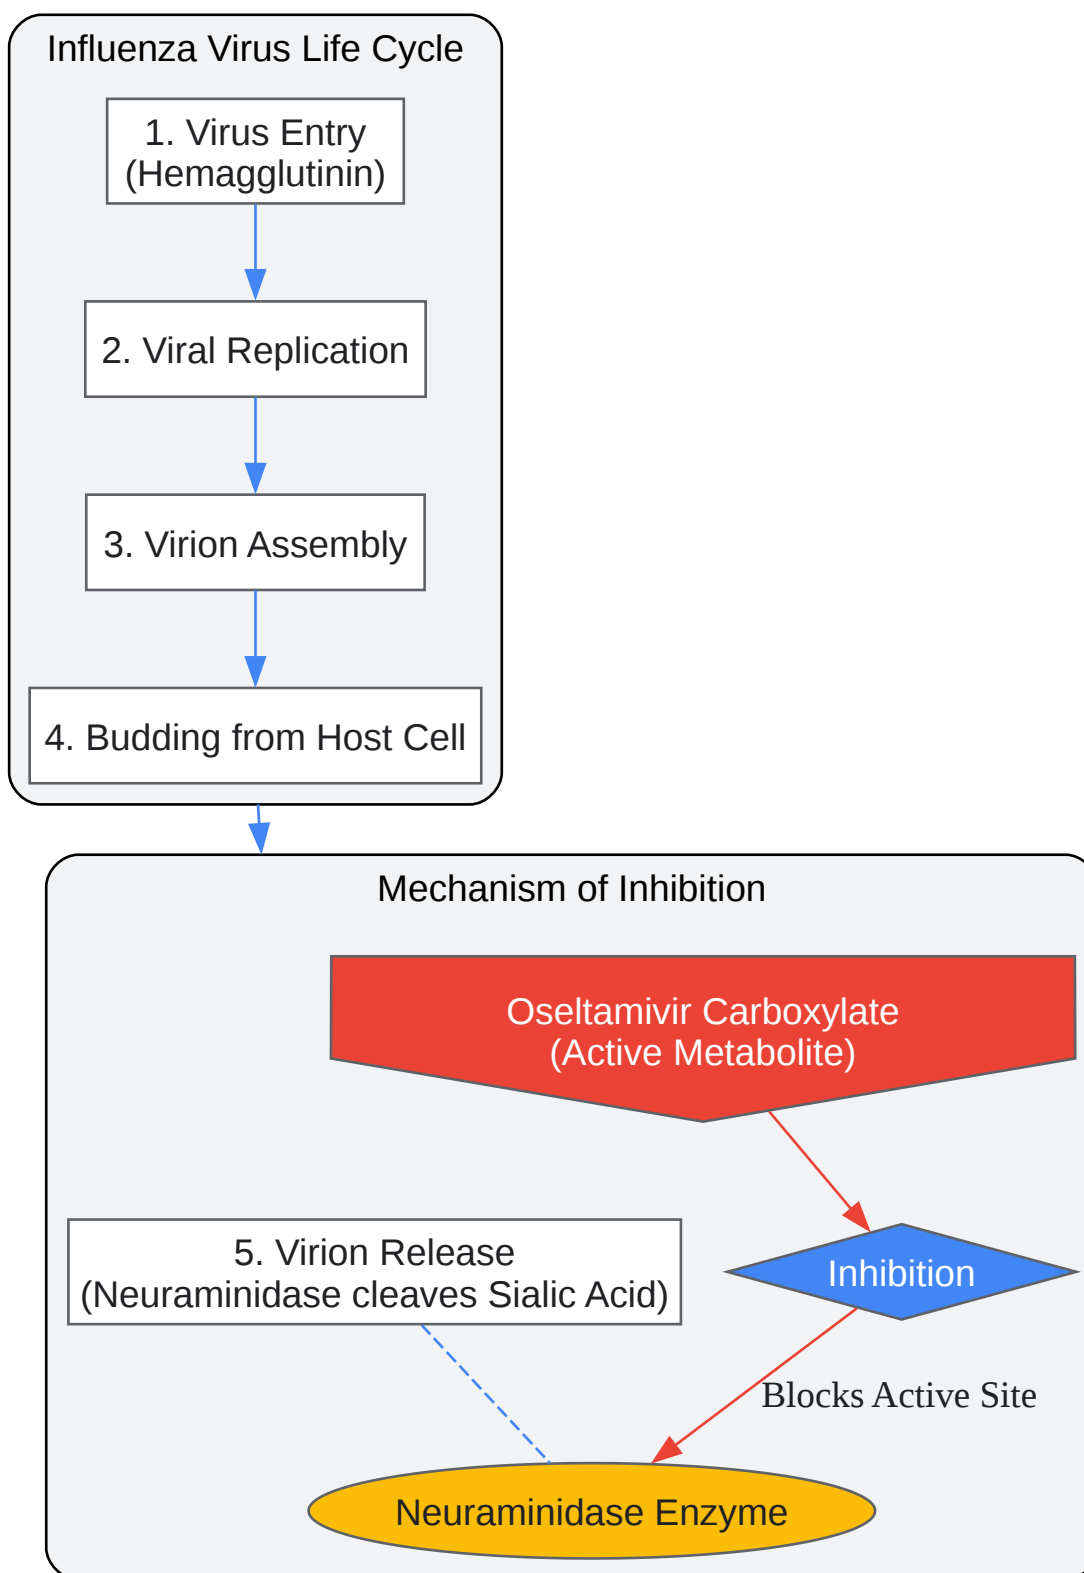 Influenza Virus Life Cycle
1. Virus Entry
(Hemagglutinin)
2. Viral Replication
3. Virion Assembly
4. Budding from Host Cell
Mechanism of Inhibition
Oseltamivir Carboxylate
(Active Metabolite)
5. Virion Release
(Neuraminidase cleaves Sialic Acid)
Inhibition
Blocks Active Site
Neuraminidase Enzyme